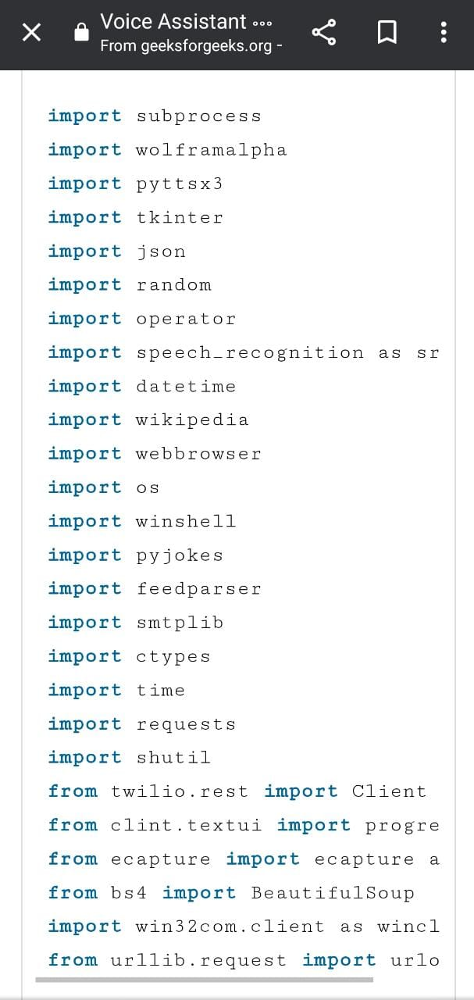 Voice Assistant
From geeksforgeeks.org -
import subprocess
import wolframalpha
import pyttsx3
import tkinter
import json
import random
import operator
import speech_recognition as sr
import datetime
import wikipedia
import webbrowser
import os
import winshell
import pyjokes
import feedparser
import smtplib
import ctypes
import time
import requests
import shutil
from twilio.rest import Client
from clint.textui import progre
from ecapture import ecapture a
from bs4 import BeautifulSoup
import win32com.client as wincl
from urllib.request import urlo